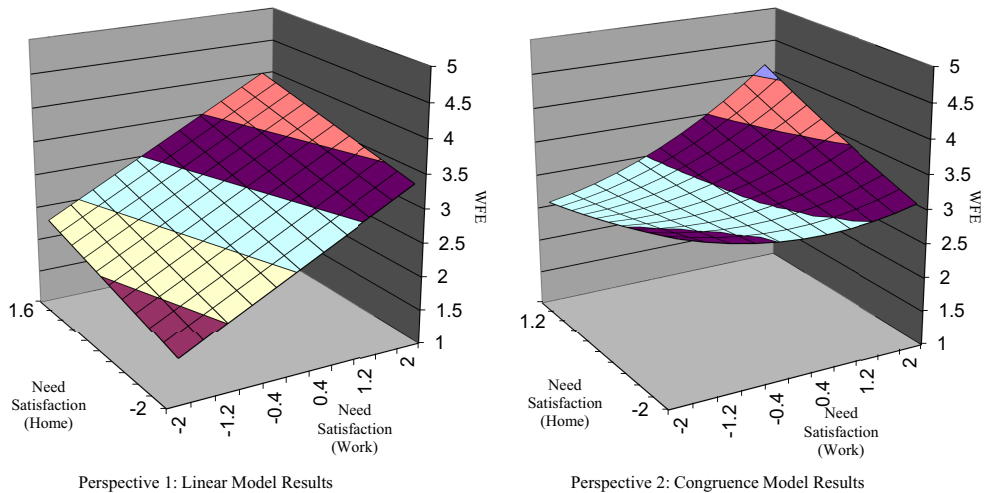 5
4.5
4
3.5
3
2.5
2
1.5
1
WFE
1.6
-2
-2
-1.2
-0.4
0.4
1.2
2
Need
Satisfaction
(Home)
Need
Satisfaction
(Work)
Perspective 1: Linear Model Results
5
4.5
4
3.5
3
2.5
2
1.5
1
WFE
1.2
-2
-2
-1.2
-0.4
0.4
1.2
2
Need
Satisfaction
(Home)
Need
Satisfaction
(Work)
Perspective 2: Congruence Model Results